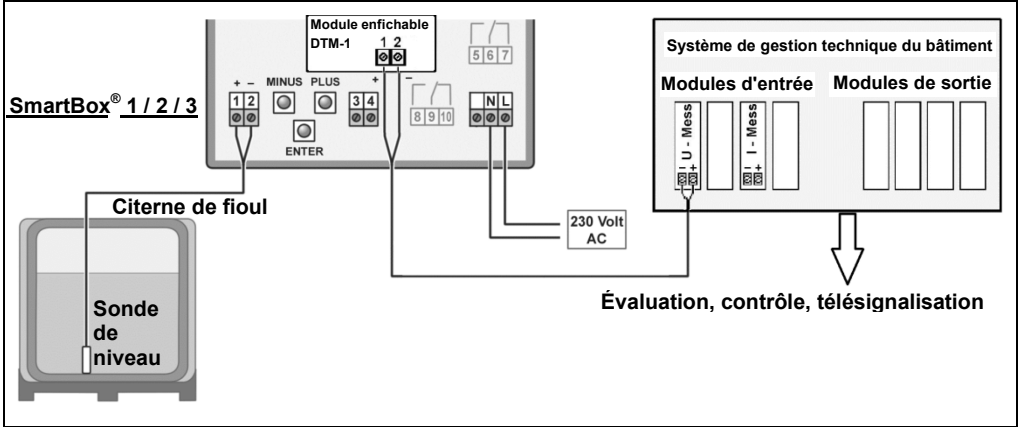 Module enfichable
DTM-1 1 2
5 6 7
+ – MINUS PLUS + –
SmartBox® 1 / 2 / 3
1 2 3 4 8 9 10 N L
ENTER
Citerne de fioul
230 Volt
AC
Sonde
de
niveau
Système de gestion technique du bâtiment
Modules d'entrée Modules de sortie
– + U - Mess
– + I - Mess
Évaluation, contrôle, télésignalisation